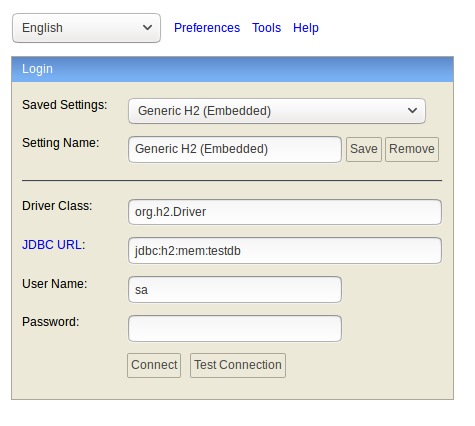 English Preferences Tools Help
Login
Saved Settings: Generic H2 (Embedded)
Setting Name: Generic H2 (Embedded) Save Remove
Driver Class: org.h2.Driver
JDBC URL: jdbc:h2:mem:testdb
User Name: sa
Password:
Connect Test Connection